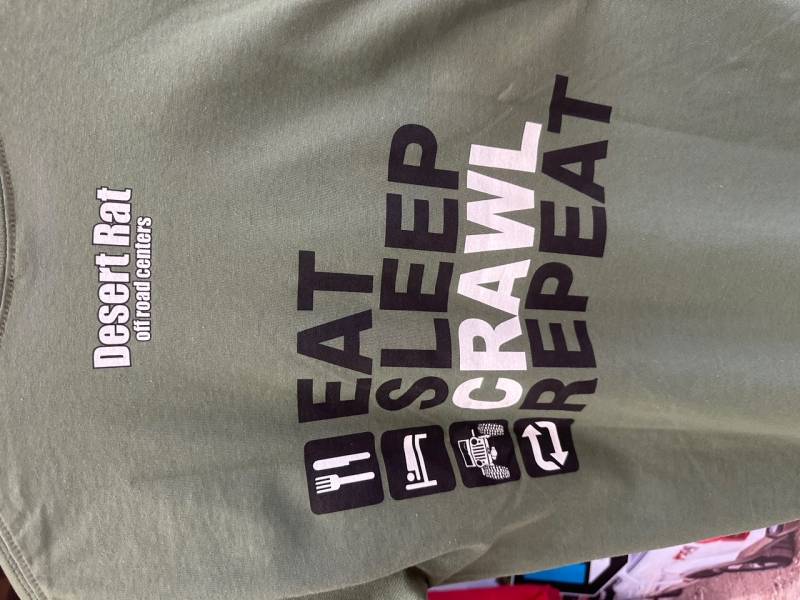 Desert Rat
off road centers
EAT
SLEEP
CRAWL
REPEAT